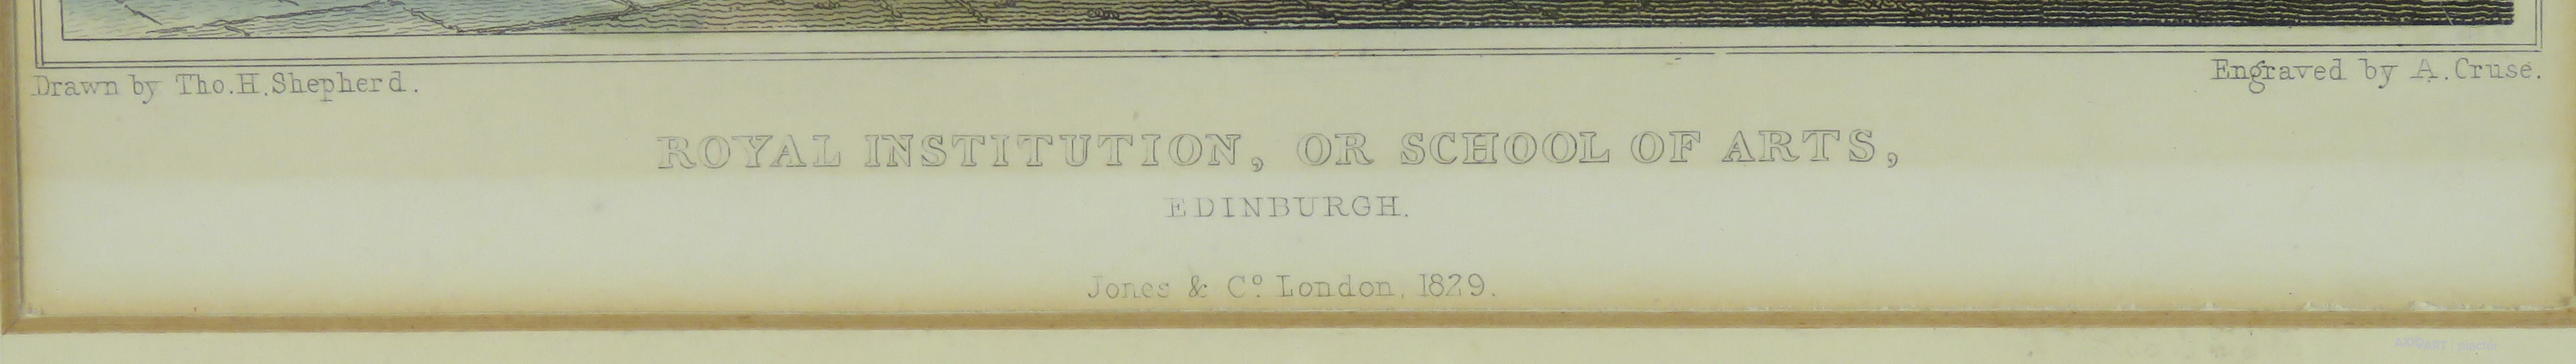 Drawn by Tho. H. Shepherd.
Engraved by A. Cruse.
ROYAL INSTITUTION, OR SCHOOL OF ARTS,
EDINBURGH.
Jones & Cº London, 1829.